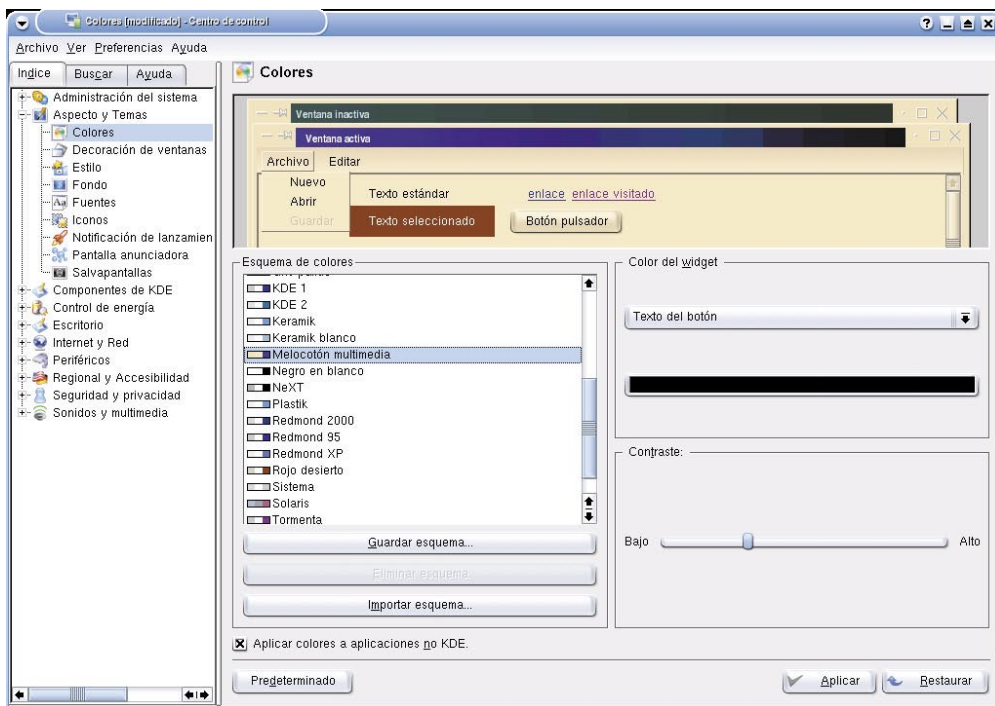 Colores [modificado] - Centro de control
Archivo Ver Preferencias Ayuda
Indice Buscar Ayuda
Administración del sistema
Aspecto y Temas
Colores
Decoración de ventanas
Estilo
Fondo
Fuentes
Iconos
Notificación de lanzamien
Pantalla anunciadora
Salvapantallas
Componentes de KDE
Control de energía
Escritorio
Internet y Red
Periféricos
Regional y Accesibilidad
Seguridad y privacidad
Sonidos y multimedia
Colores
Ventana inactiva
Ventana activa
Archivo Editar
Nuevo
Abrir
Guardar
Texto estándar enlace enlace visitado
Texto seleccionado Botón pulsador
Esquema de colores
KDE 1
KDE 2
Keramik
Keramik blanco
Melocotón multimedia
Negro en blanco
NeXT
Plastik
Redmond 2000
Redmond 95
Redmond XP
Rojo desierto
Sistema
Solaris
Tormenta
Guardar esquema...
Eliminar esquema
Importar esquema...
Color del widget
Texto del botón
Contraste:
Bajo Alto
Aplicar colores a aplicaciones no KDE.
Predeterminado Aplicar Restaurar